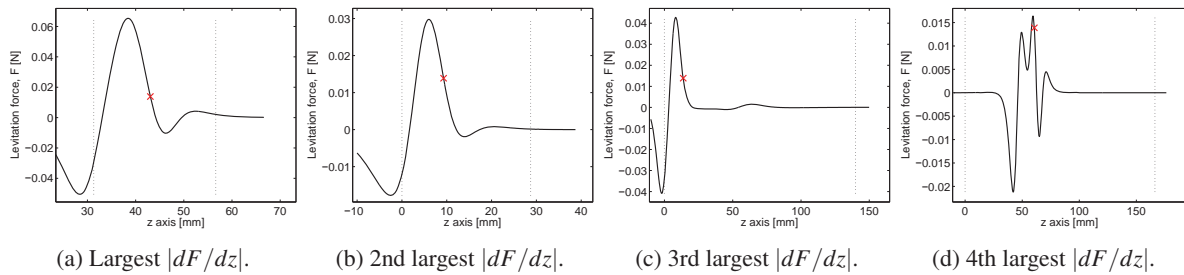 0.06
0.04
0.02
0
−0.02
−0.04
Levitation force, F [N]
30 40 50 60 70
z axis [mm]
(a) Largest |dF/dz|.
0.03
0.02
0.01
0
−0.01
Levitation force, F [N]
−10 0 10 20 30 40
z axis [mm]
(b) 2nd largest |dF/dz|.
0.04
0.03
0.02
0.01
0
−0.01
−0.02
−0.03
−0.04
Levitation force, F [N]
0 50 100 150
z axis [mm]
(c) 3rd largest |dF/dz|.
0.015
0.01
0.005
0
−0.005
−0.01
−0.015
−0.02
Levitation force, F [N]
0 50 100 150
z axis [mm]
(d) 4th largest |dF/dz|.